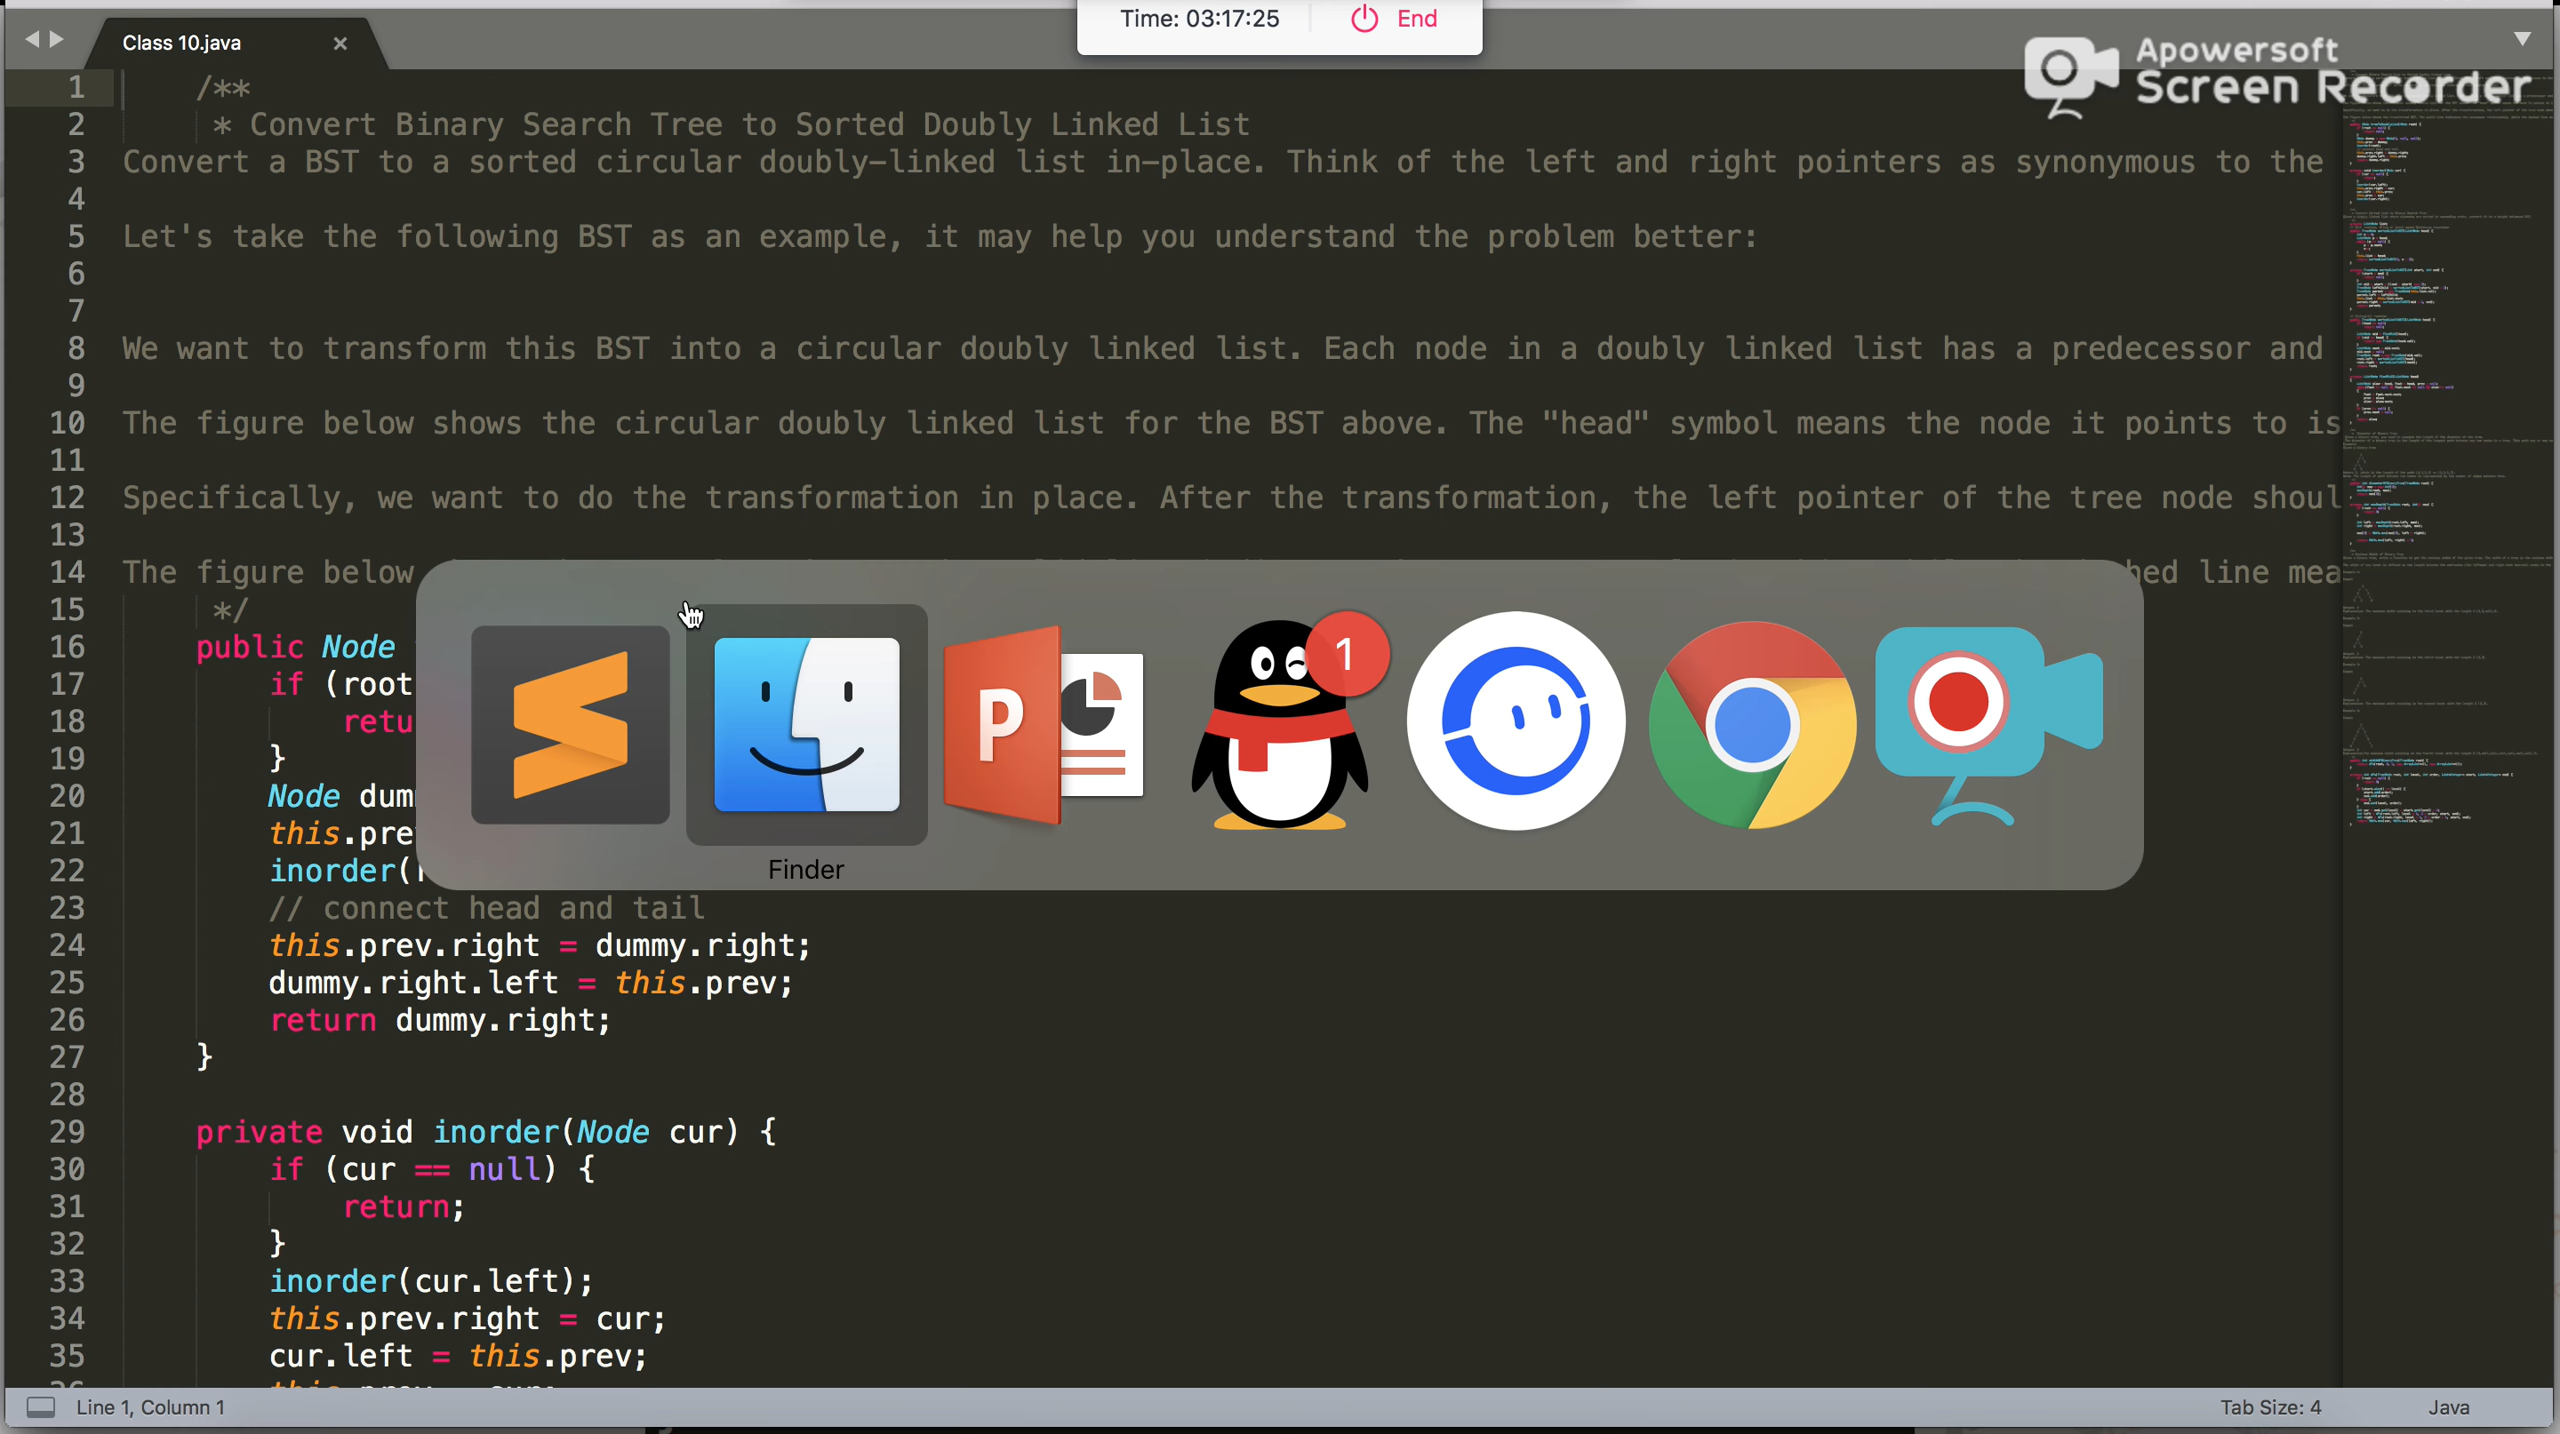 Time: 03:17:25 End
Class 10.java ×
Apowersoft
Screen Recorder
1 /**
2 * Convert Binary Search Tree to Sorted Doubly Linked List
3 Convert a BST to a sorted circular doubly-linked list in-place. Think of the left and right pointers as synonymous to the
4
5 Let's take the following BST as an example, it may help you understand the problem better:
6
7
8 We want to transform this BST into a circular doubly linked list. Each node in a doubly linked list has a predecessor and
9
10 The figure below shows the circular doubly linked list for the BST above. The "head" symbol means the node it points to is
11
12 Specifically, we want to do the transformation in place. After the transformation, the left pointer of the tree node shoul
13
14 The figure below hed line mea
15 */
16 public Node
17 if (root
18 retu
19 }
20 Node dum
21 this.pre
22 inorder(
23 // connect head and tail
24 this.prev.right = dummy.right;
25 dummy.right.left = this.prev;
26 return dummy.right;
27 }
28
29 private void inorder(Node cur) {
30 if (cur == null) {
31 return;
32 }
33 inorder(cur.left);
34 this.prev.right = cur;
35 cur.left = this.prev;
P
1
Finder
Line 1, Column 1 Tab Size: 4 Java